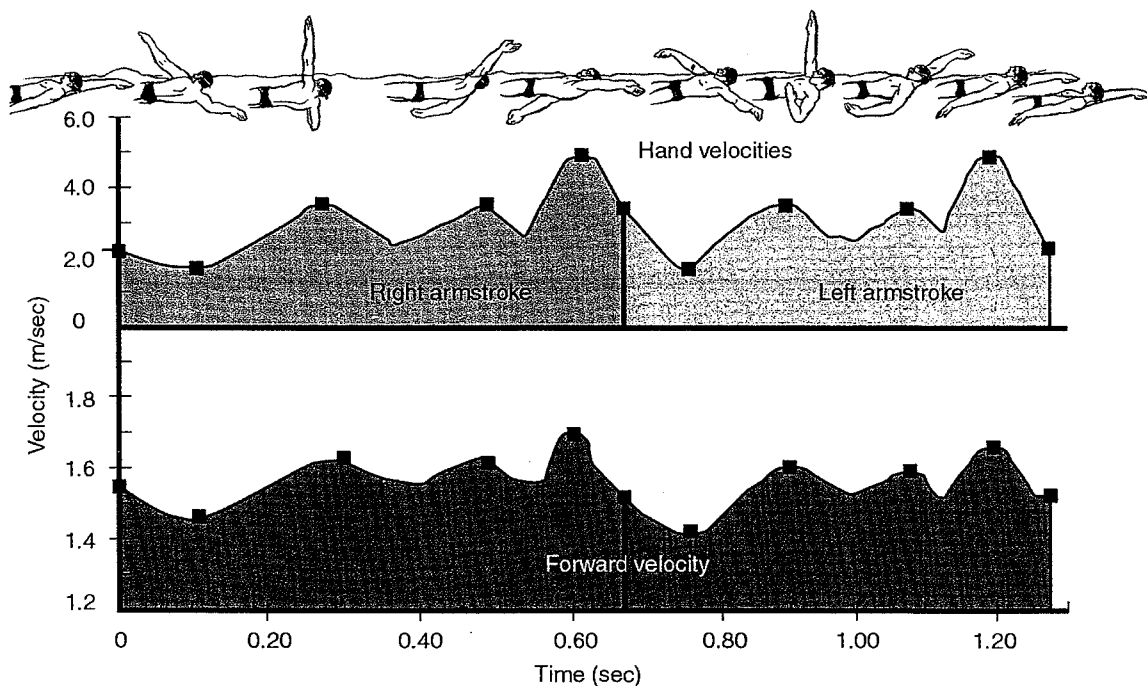 6.0
Hand velocities
4.0
2.0
Right armstroke
Left armstroke
0
Velocity (m/sec)
1.8
1.6
1.4
Forward velocity
1.2
0 0.20 0.40 0.60 0.80 1.00 1.20
Time (sec)